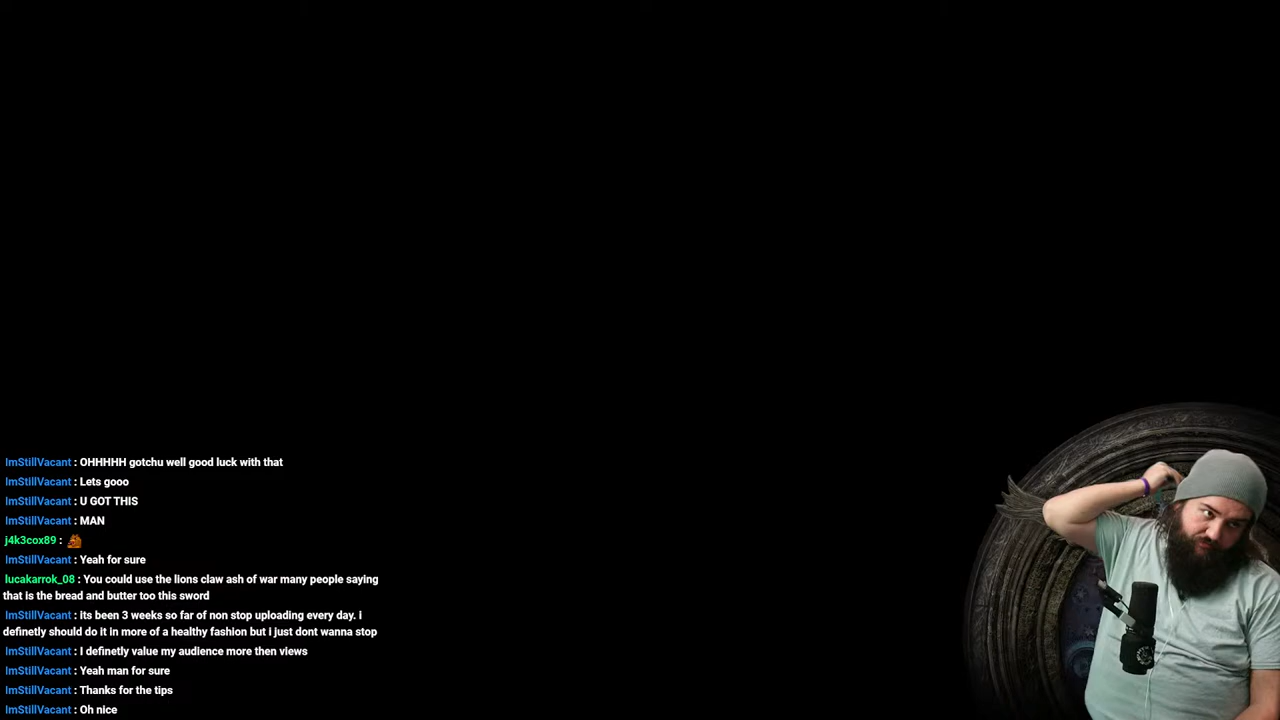 ImStillVacant : OHHHHH gotchu well good luck with that
ImStillVacant : Lets gooo
ImStillVacant : U GOT THIS
ImStillVacant : MAN
j4k3cox89 :
ImStillVacant : Yeah for sure
lucakarrok_08 : You could use the lions claw ash of war many people saying
that is the bread and butter too this sword
ImStillVacant : its been 3 weeks so far of non stop uploading every day. i
definetly should do it in more of a healthy fashion but i just dont wanna stop
ImStillVacant : I definetly value my audience more then views
ImStillVacant : Yeah man for sure
ImStillVacant : Thanks for the tips
ImStillVacant : Oh nice